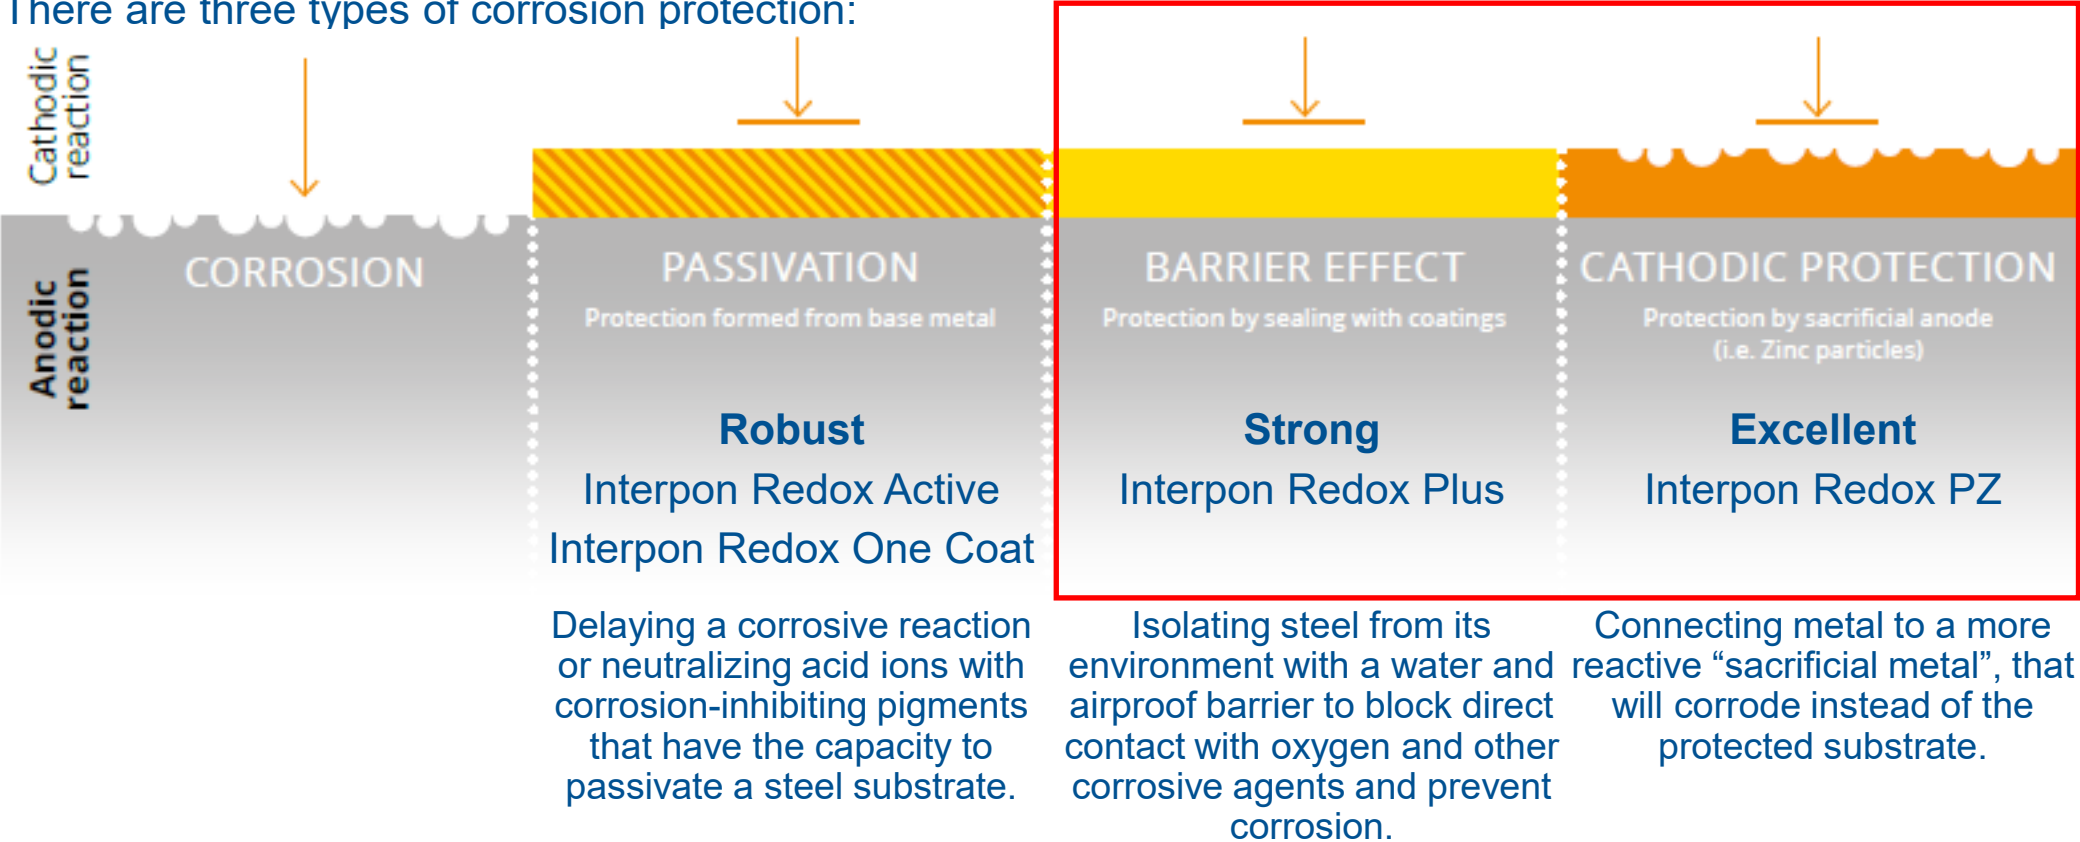 There are three types of corrosion protection:
Cathodic
reaction
Anodic
reaction
CORROSION
PASSIVATION
Protection formed from base metal
Robust
Interpon Redox Active
Interpon Redox One Coat
Delaying a corrosive reaction
or neutralizing acid ions with
corrosion-inhibiting pigments
that have the capacity to
passivate a steel substrate.
BARRIER EFFECT
Protection by sealing with coatings
Strong
Interpon Redox Plus
Isolating steel from its
environment with a water and
airproof barrier to block direct
contact with oxygen and other
corrosive agents and prevent
corrosion.
CATHODIC PROTECTION
Protection by sacrificial anode
(i.e. Zinc particles)
Excellent
Interpon Redox PZ
Connecting metal to a more
reactive “sacrificial metal”, that
will corrode instead of the
protected substrate.